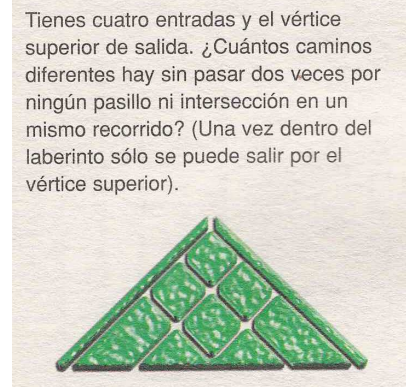 Tienes cuatro entradas y el vértice
superior de salida. ¿Cuántos caminos
diferentes hay sin pasar dos veces por
ningún pasillo ni intersección en un
mismo recorrido? (Una vez dentro del
laberinto sólo se puede salir por el
vértice superior).